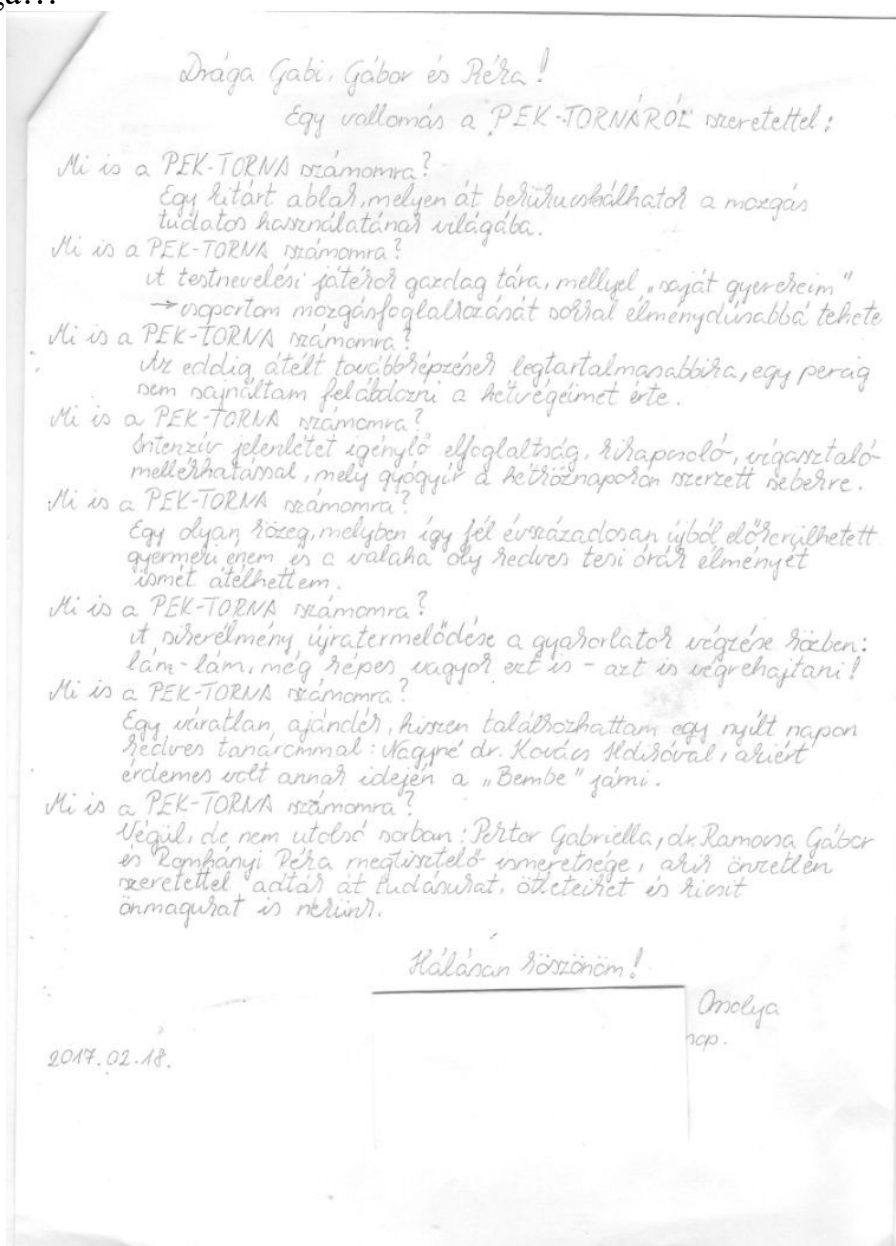 ga…
Drága Gabi, Gábor és Réka!
Egy vallomás a "PEK-TORNÁRÓL" szeretettel:
Mi is a PEK-TORNA számomra?
Egy kitárt ablak, melyen át bekukucskálhatok a mozgás
tudatos használatának világába.
Mi is a PEK-TORNA számomra?
A testnevelési játékok gazdag tára, mellyel „saját gyerekeim"
→ csoportom mozgásfoglalkozását sokkal élménydúsabbá tehete
Mi is a PEK-TORNA számomra?
Az eddig átélt továbbképzések legtartalmasabbika, egy percig
sem sajnáltam feláldozni a hétvégéimet érte.
Mi is a PEK-TORNA számomra?
Intenzív jelenlétet igénylő elfoglaltság, kikapcsoló-, vigasztaló-
mellékhatással, mely gyógyír a hétköznapokon szerzett sebekre.
Mi is a PEK-TORNA számomra?
Egy olyan közeg, melyben így fél évszázadosan újból előkerülhetett
gyermeki énem és a valaha oly kedves tesi órák élményét
ismét átélhettem.
Mi is a PEK-TORNA számomra?
A sikerélmény újratermelődése a gyakorlatok végzése közben:
lám-lám, még képes vagyok ezt is - azt is végrehajtani!
Mi is a PEK-TORNA számomra?
Egy váratlan ajándék, hiszen találkozhattam egy nyílt napon
kedves tanárommal: Nagyné dr. Kovács Ildikóval, akiért
érdemes volt annak idején a „Bembe" járni.
Mi is a PEK-TORNA számomra?
Végül, de nem utolsó sorban: Pektor Gabriella, dr. Ramocsa Gábor
és Romhányi Réka megtisztelő ismeretsége, akik önzetlen
szeretettel adták át tudásukat, ötleteiket és kicsit
önmagukat is nekünk.
Hálásan köszönöm!
Orsolya
2017.02.18.